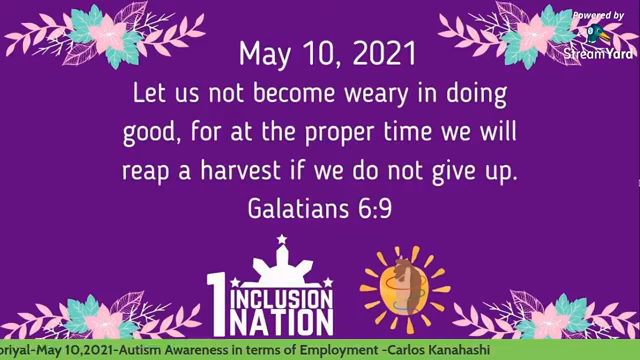 Powered by
StreamYard
May 10, 2021
Let us not become weary in doing
good, for at the proper time we will
reap a harvest if we do not give up.
Galatians 6:9
1 INCLUSION
NATION
oriyal-May 10,2021-Autism Awareness in terms of Employment -Carlos Kanahashi